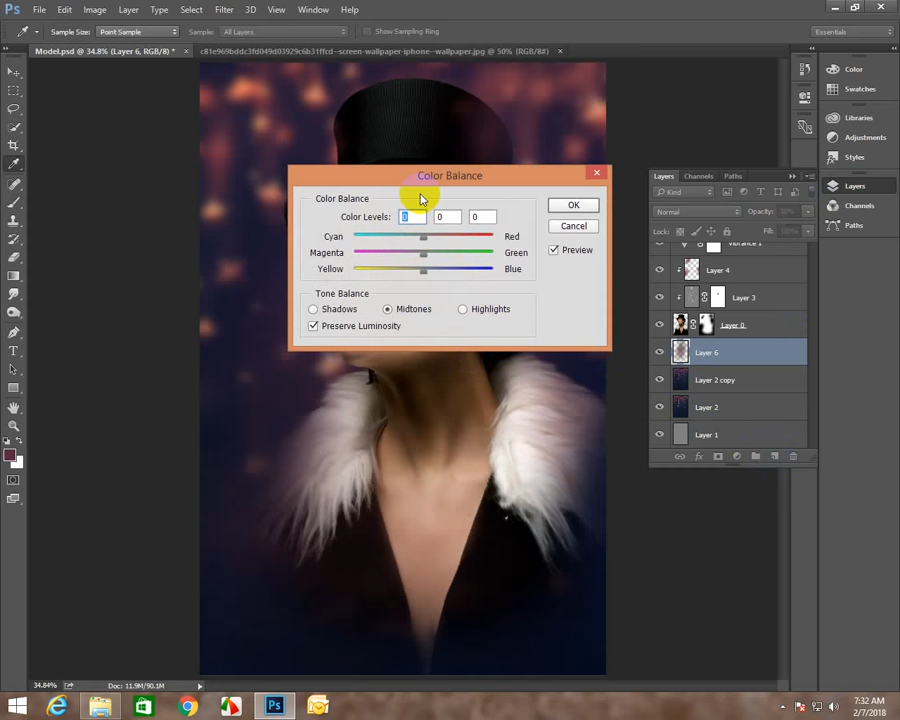 Ps File Edit Image Layer Type Select Filter 3D View Window Help
Sample Size: Point Sample Sample: All Layers Show Sampling Ring Essentials
Model.psd @ 34.8% (Layer 6, RGB/8) * × c81e969bddc3fd049d03929c6b31ffcd--screen-wallpaper-iphone--wallpaper.jpg @ 50% (RGB/8#) ×
Color
Swatches
Libraries
Adjustments
Styles
Layers
Channels
Paths
Color Balance
Color Balance
Color Levels: 0 0 0
Cyan Red
Magenta Green
Yellow Blue
Tone Balance
Shadows Midtones Highlights
Preserve Luminosity
OK
Cancel
Preview
Layers Channels Paths
Kind
Normal Opacity:
Lock: Fill:
Vibrance 1
Layer 4
Layer 3
Layer 0
Layer 6
Layer 2 copy
Layer 2
Layer 1
fx
T
34.84% Doc: 11.9M/90.1M
Ps
7:32 AM
2/7/2018